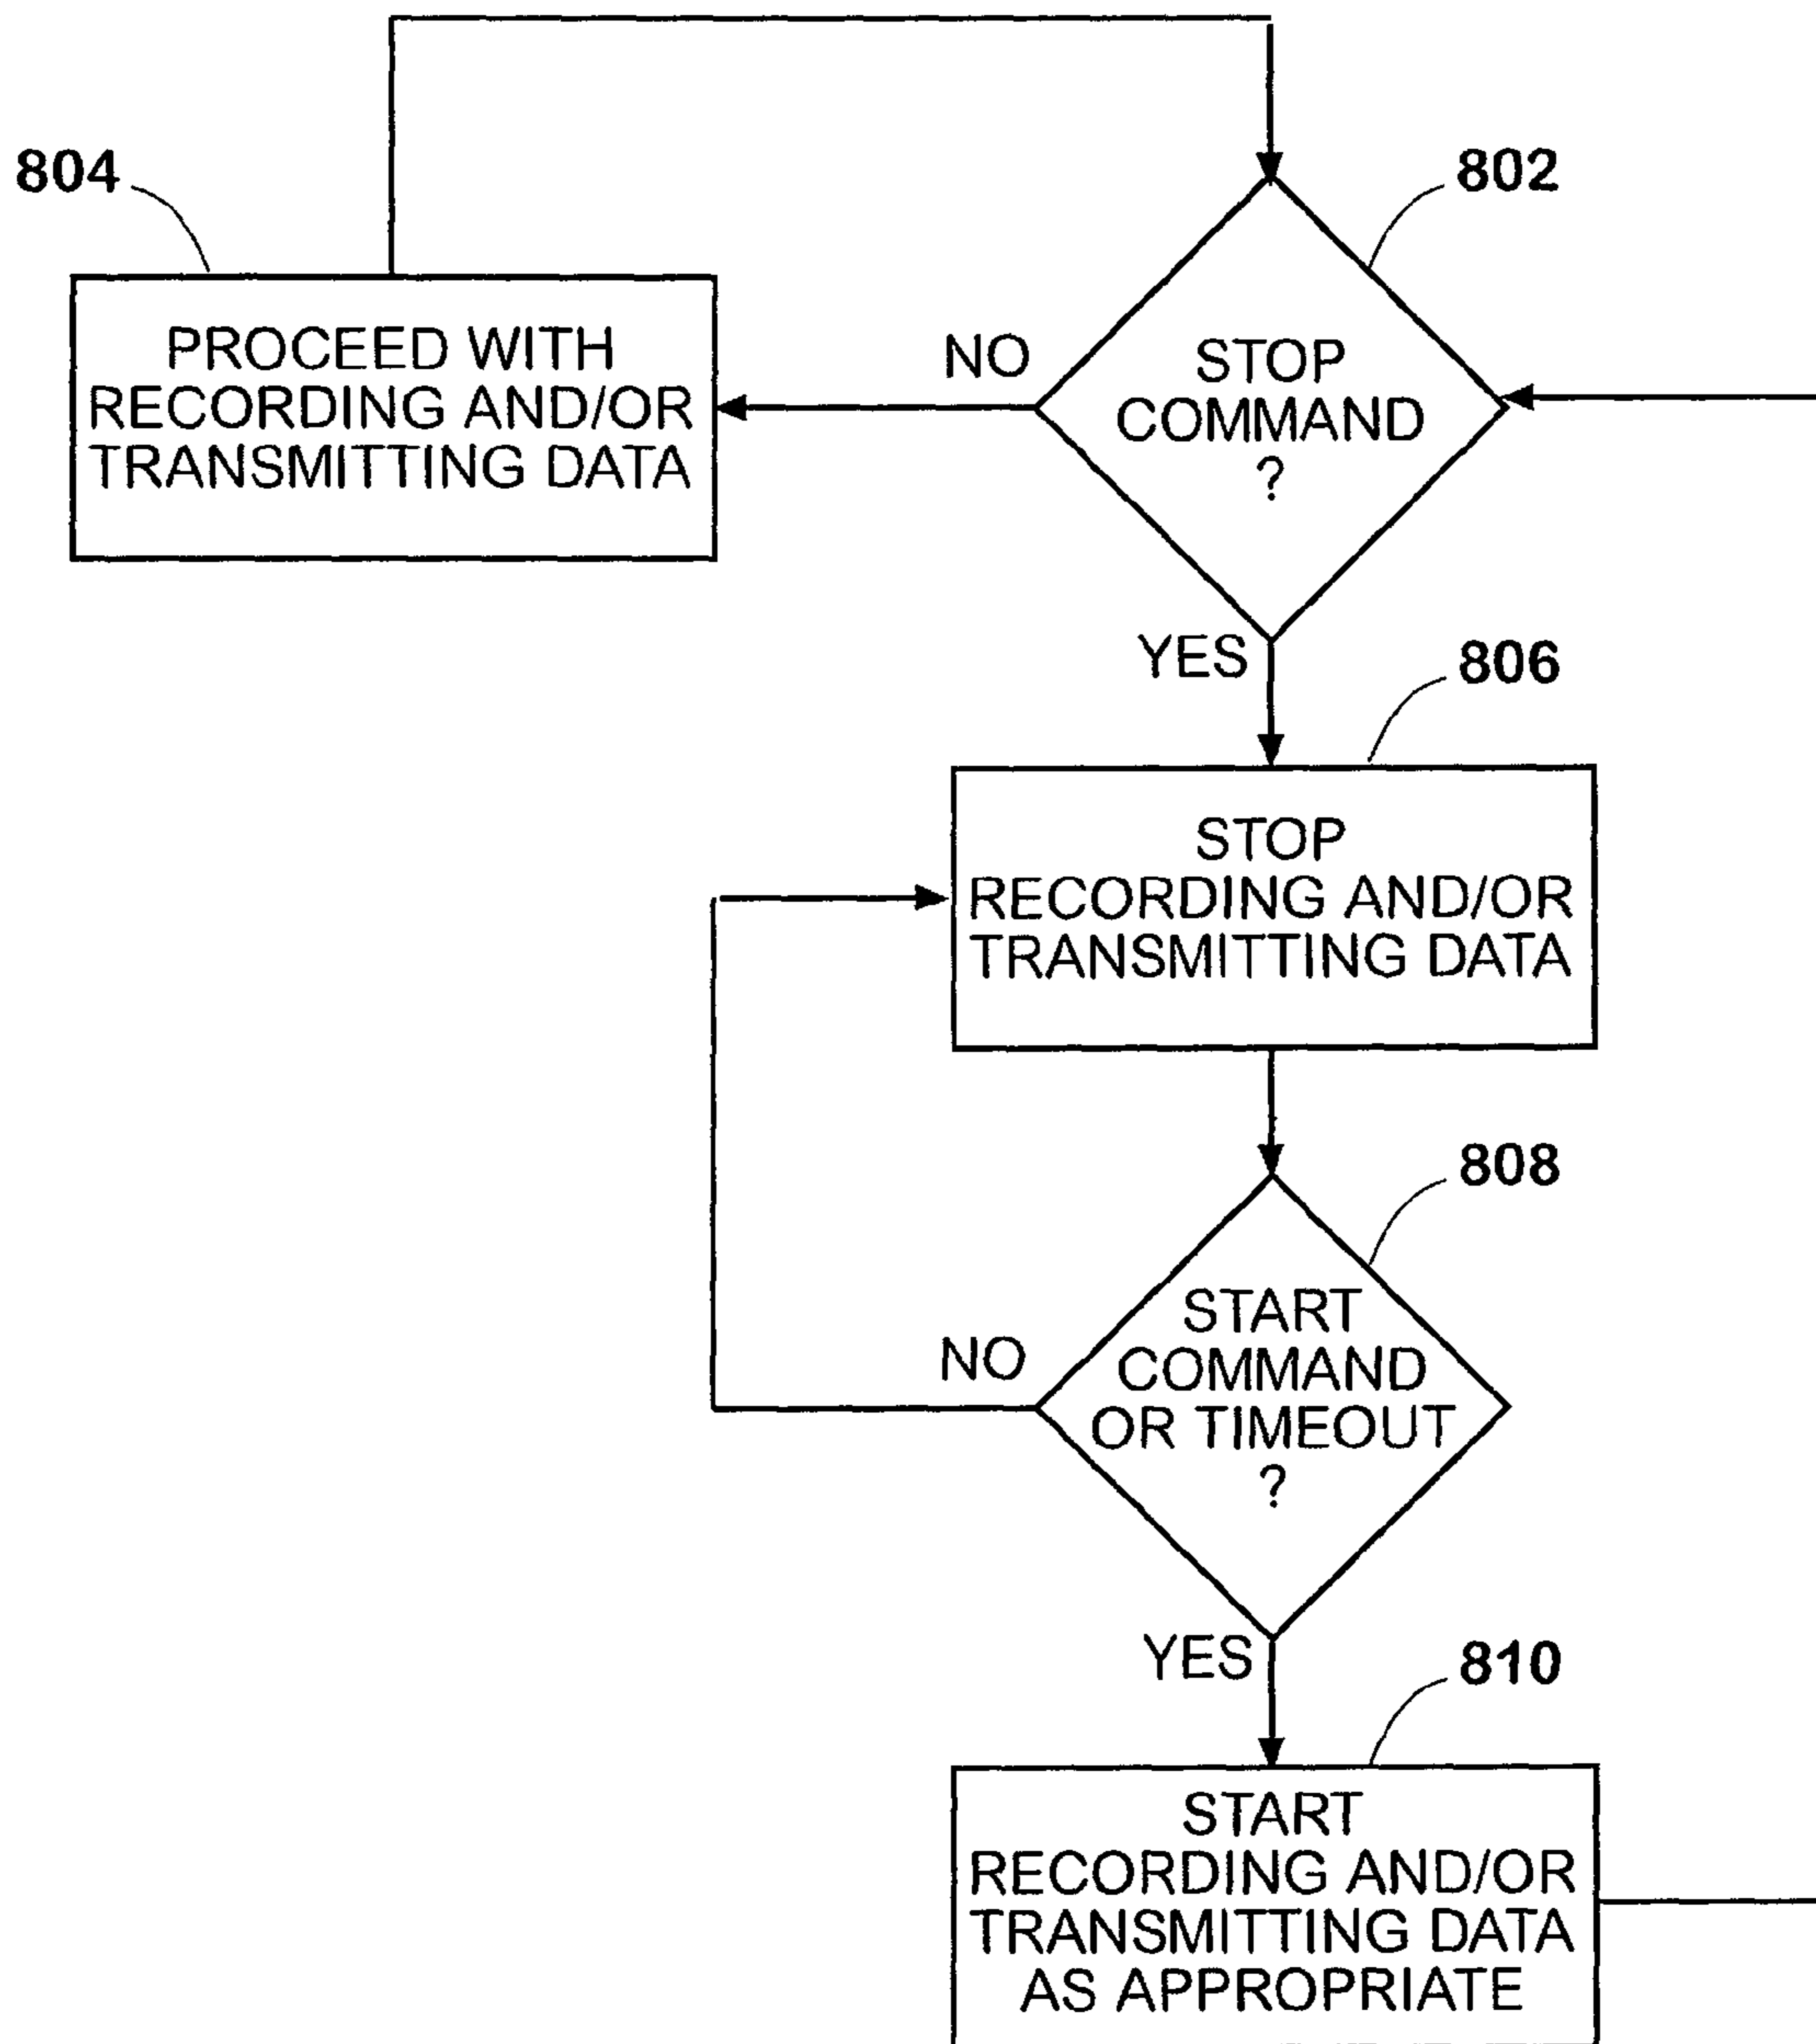 804
802
PROCEED WITH
RECORDING AND/OR
TRANSMITTING DATA
NO
STOP
COMMAND
?
YES
806
STOP
RECORDING AND/OR
TRANSMITTING DATA
808
NO
START
COMMAND
OR TIMEOUT
?
YES
810
START
RECORDING AND/OR
TRANSMITTING DATA
AS APPROPRIATE